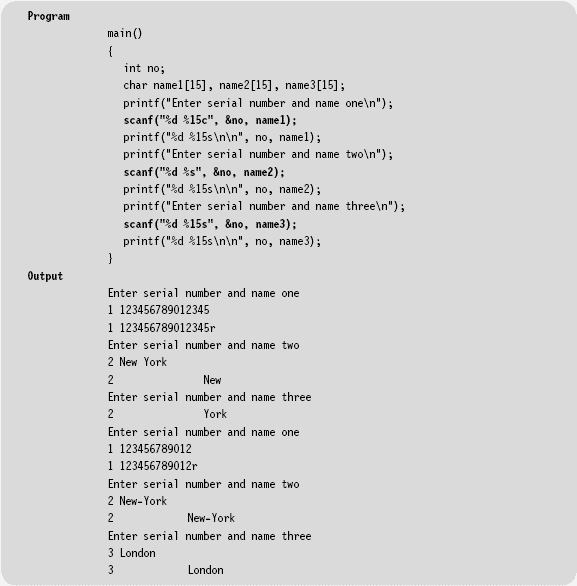 Program
main()
{
int no;
char name1[15], name2[15], name3[15];
printf("Enter serial number and name one\n");
scanf("%d %15c", &no, name1);
printf("%d %15s\n\n", no, name1);
printf("Enter serial number and name two\n");
scanf("%d %s", &no, name2);
printf("%d %15s\n\n", no, name2);
printf("Enter serial number and name three\n");
scanf("%d %15s", &no, name3);
printf("%d %15s\n\n", no, name3);
}
Output
Enter serial number and name one
1 123456789012345
1 123456789012345r
Enter serial number and name two
2 New York
2 New
Enter serial number and name three
2 York
Enter serial number and name one
1 123456789012
1 123456789012r
Enter serial number and name two
2 New-York
2 New-York
Enter serial number and name three
3 London
3 London